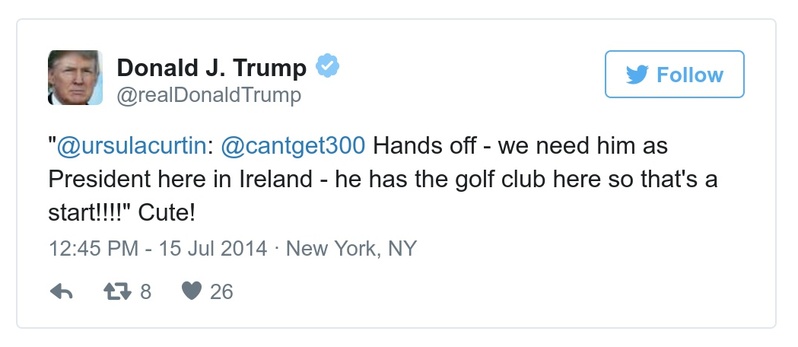 Donald J. Trump
@realDonaldTrump
Follow
"@ursulacurtin: @cantget300 Hands off - we need him as
President here in Ireland - he has the golf club here so that's a
start!!!!" Cute!
12:45 PM - 15 Jul 2014 · New York, NY
8
26